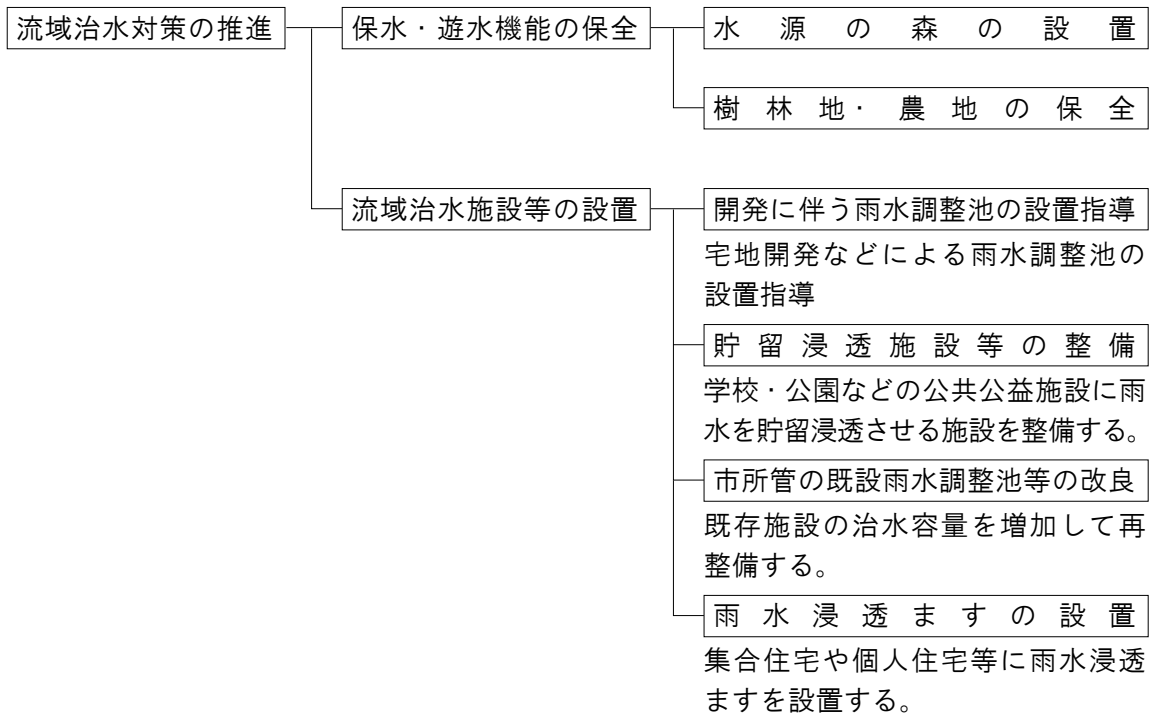 流域治水対策の推進
保水・遊水機能の保全
水源の森の設置
樹林地・農地の保全
流域治水施設等の設置
開発に伴う雨水調整池の設置指導
宅地開発などによる雨水調整池の
設置指導
貯留浸透施設等の整備
学校・公園などの公共公益施設に雨
水を貯留浸透させる施設を整備する。
市所管の既設雨水調整池等の改良
既存施設の治水容量を増加して再
整備する。
雨水浸透ますの設置
集合住宅や個人住宅等に雨水浸透
ますを設置する。